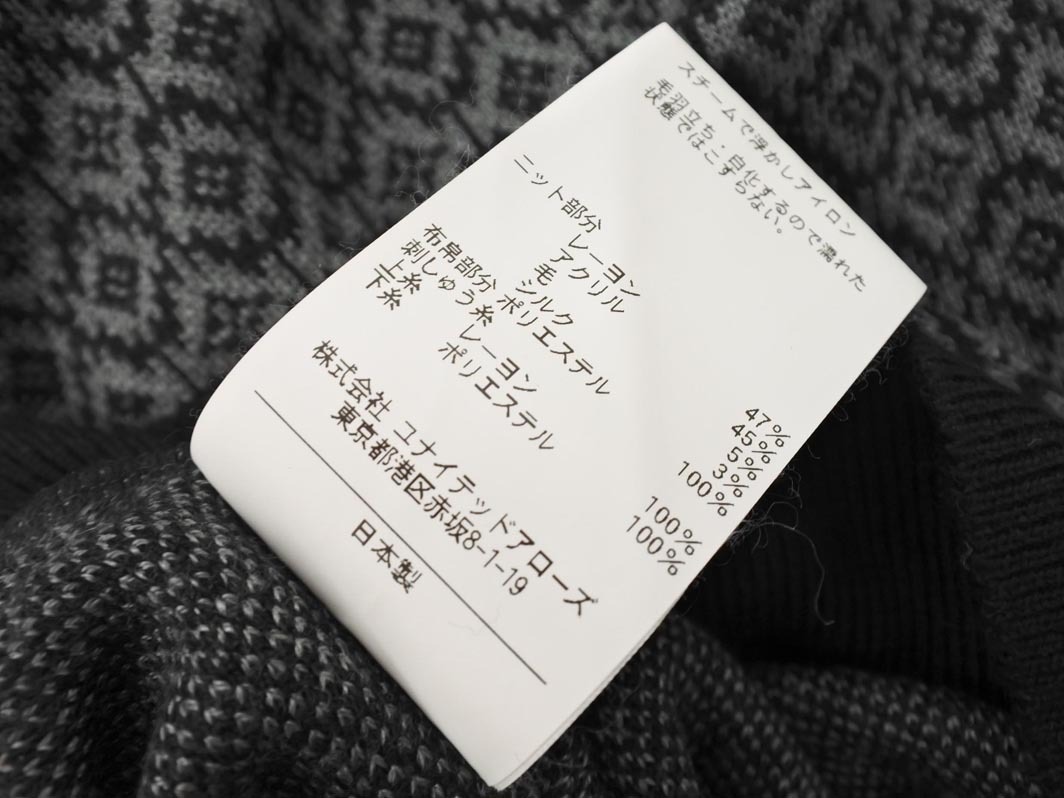 スチームで浮かしアイロン
毛羽立ち・白化するので濡れた
状態ではこすらない。
ニット部分
レーヨン 47%
アクリル 45%
毛 5%
シルク 3%
布帛部分 ポリエステル 100%
刺しゅう糸
上糸 レーヨン 100%
下糸 ポリエステル 100%
株式会社 ユナイテッドアローズ
東京都港区赤坂8-1-19
日本製